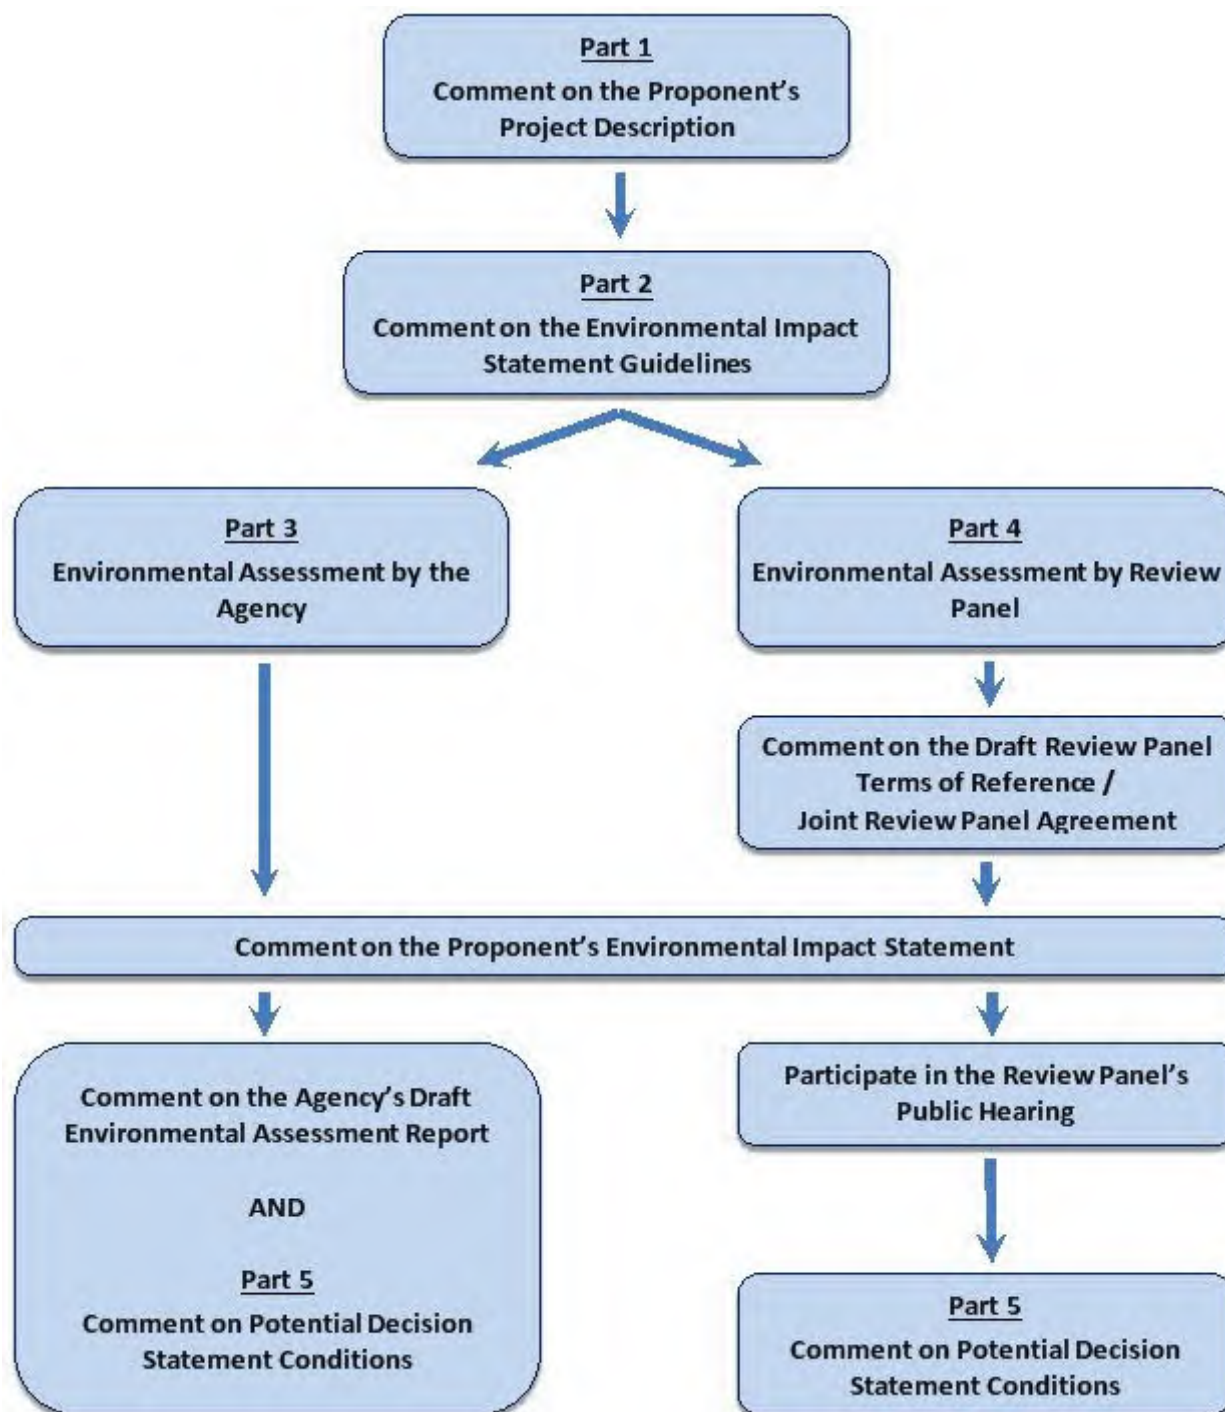 Part 1
Comment on the Proponent's
Project Description
Part 2
Comment on the Environmental Impact
Statement Guidelines
Part 3
Environmental Assessment by the
Agency
Part 4
Environmental Assessment by Review
Panel
Comment on the Draft Review Panel
Terms of Reference /
Joint Review Panel Agreement
Comment on the Proponent's Environmental Impact Statement
Comment on the Agency's Draft
Environmental Assessment Report
AND
Part 5
Comment on Potential Decision
Statement Conditions
Participate in the Review Panel's
Public Hearing
Part 5
Comment on Potential Decision
Statement Conditions